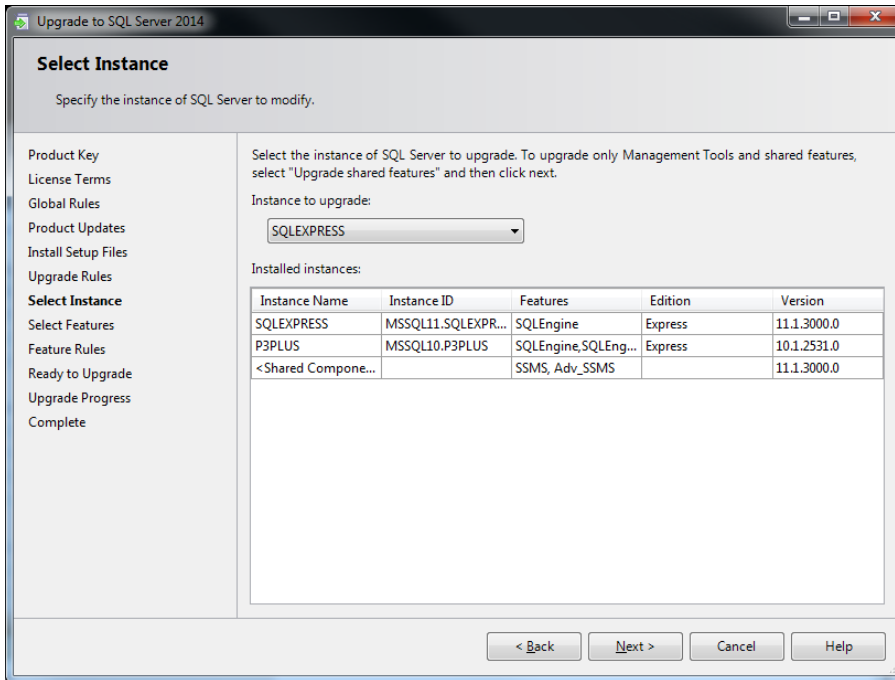 Upgrade to SQL Server 2014
Select Instance
Specify the instance of SQL Server to modify.
Product Key
License Terms
Global Rules
Product Updates
Install Setup Files
Upgrade Rules
Select Instance
Select Features
Feature Rules
Ready to Upgrade
Upgrade Progress
Complete
Select the instance of SQL Server to upgrade. To upgrade only Management Tools and shared features,
select "Upgrade shared features" and then click next.
Instance to upgrade:
SQLEXPRESS
Installed instances:
Instance Name Instance ID Features Edition Version
SQLEXPRESS MSSQL11.SQLEXPR... SQLEngine Express 11.1.3000.0
P3PLUS MSSQL10.P3PLUS SQLEngine,SQLEng... Express 10.1.2531.0
<Shared Compone... SSMS, Adv_SSMS 11.1.3000.0
< Back Next > Cancel Help